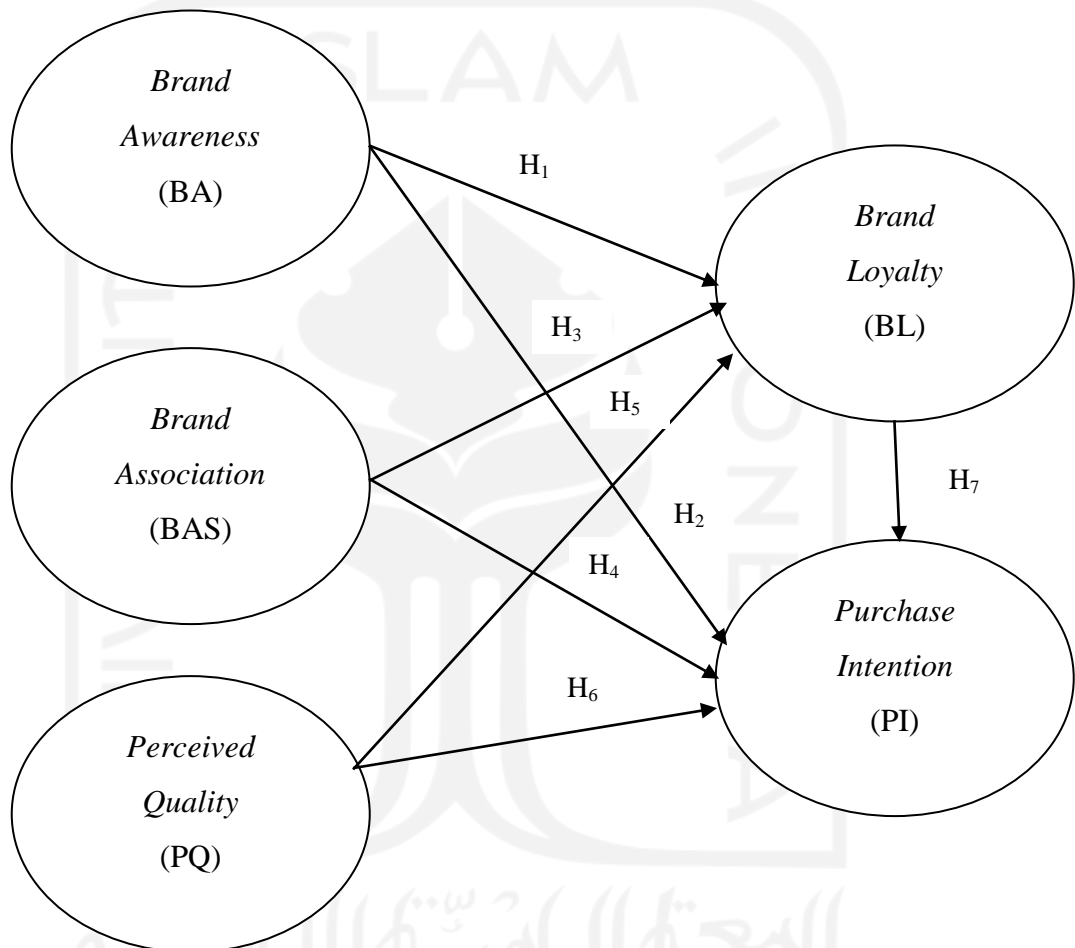 Brand
Awareness
(BA)
H₁
Brand
Loyalty
(BL)
H₃
H₅
Brand
Association
(BAS)
H₂
H₄
H₇
Purchase
Intention
(PI)
H₆
Perceived
Quality
(PQ)
SLAM